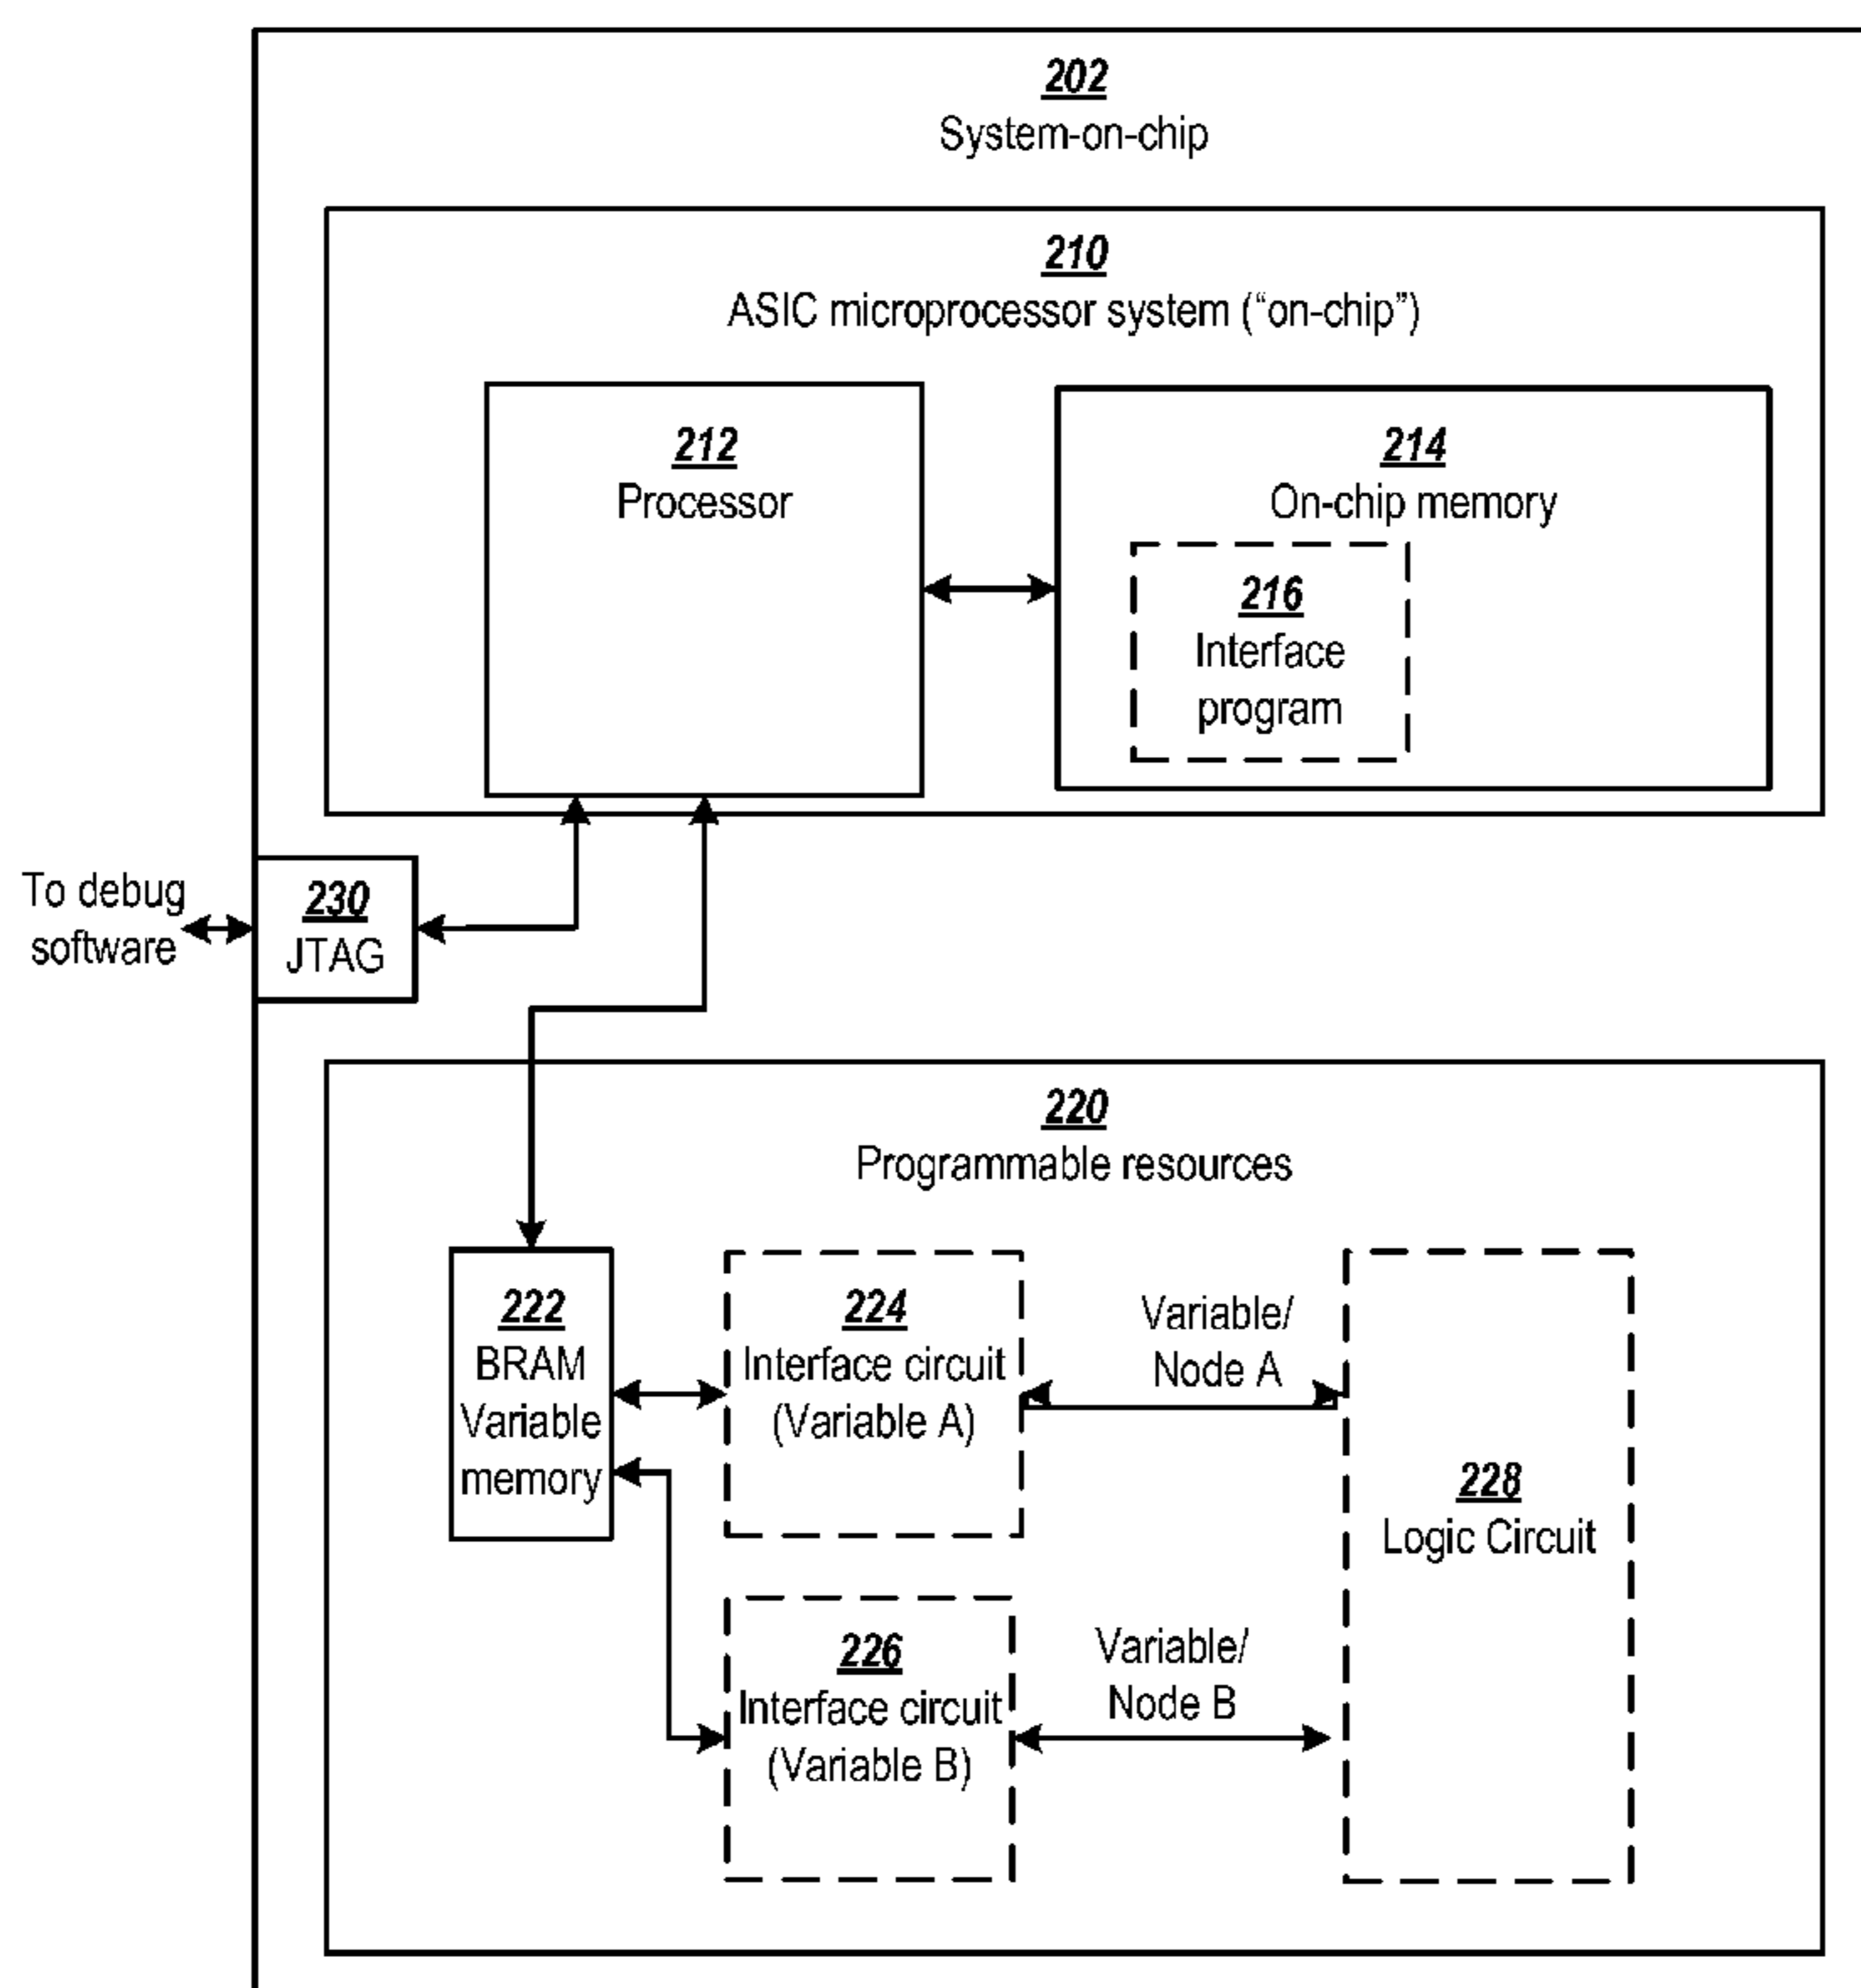 202
System-on-chip
210
ASIC microprocessor system (“on-chip”)
212
Processor
214
On-chip memory
216
Interface
program
To debug
software
230
JTAG
220
Programmable resources
222
BRAM
Variable
memory
224
Interface circuit
(Variable A)
Variable/
Node A
226
Interface circuit
(Variable B)
Variable/
Node B
228
Logic Circuit